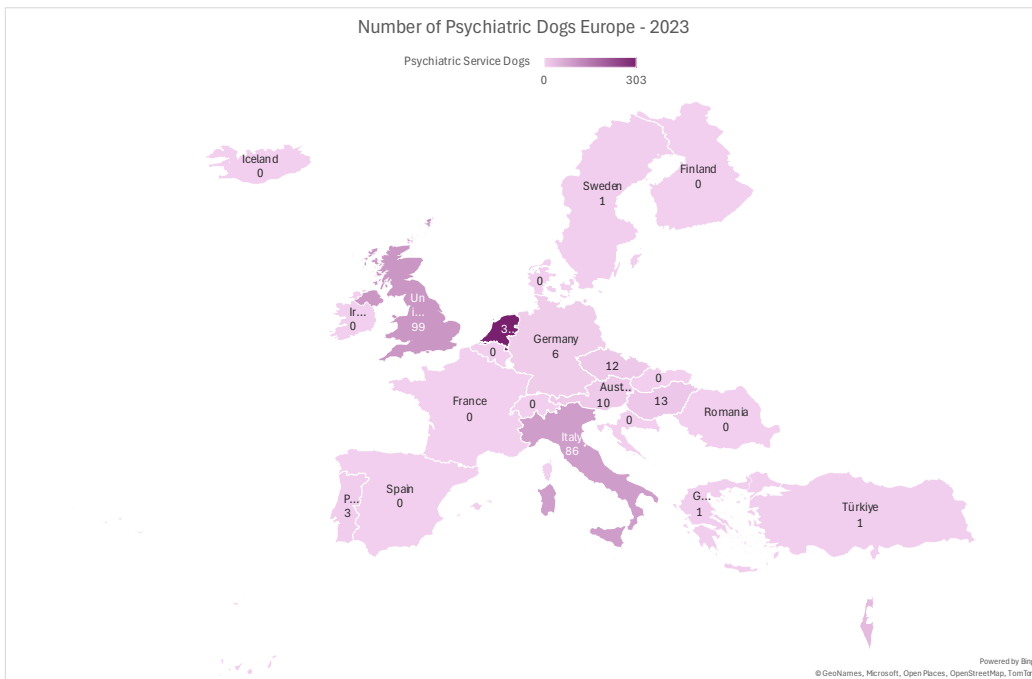 Number of Psychiatric Dogs Europe - 2023
Psychiatric Service Dogs
0 303
Iceland
0
Sweden
1
Finland
0
0
Un
i...
99
Ir...
0
3...
0
Germany
6
12
0
Aust...
10
13
0
0
France
0
Romania
0
Italy
86
Spain
0
P...
3
G...
1
Türkiye
1
Powered by Bing
© GeoNames, Microsoft, Open Places, OpenStreetMap, TomTom